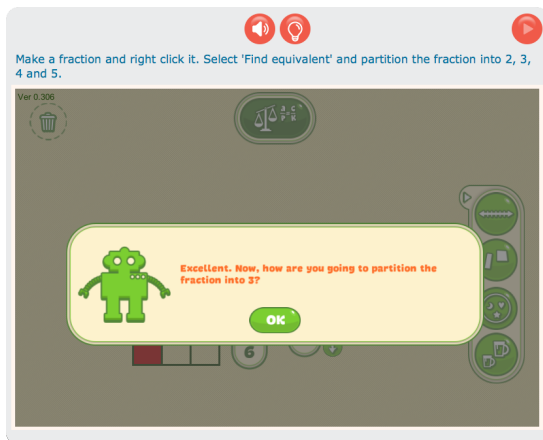 Make a fraction and right click it. Select 'Find equivalent' and partition the fraction into 2, 3,
4 and 5.
Ver 0.306
Excellent. Now, how are you going to partition the
fraction into 3?
OK
6